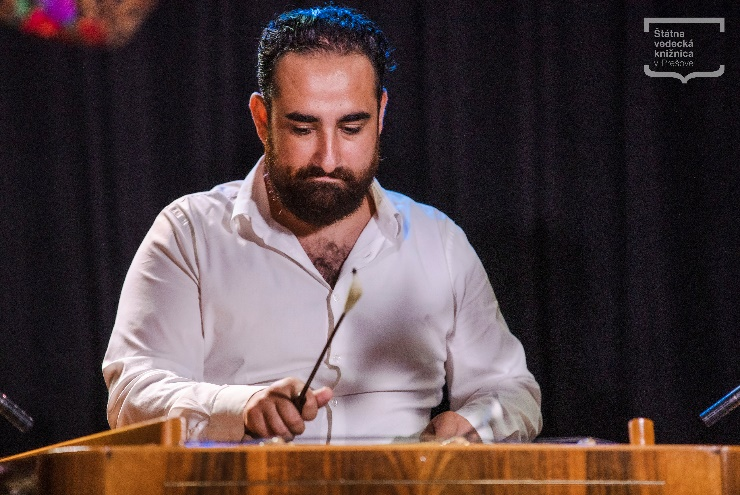 Štátna
vedecká
knižnica
v Prešove